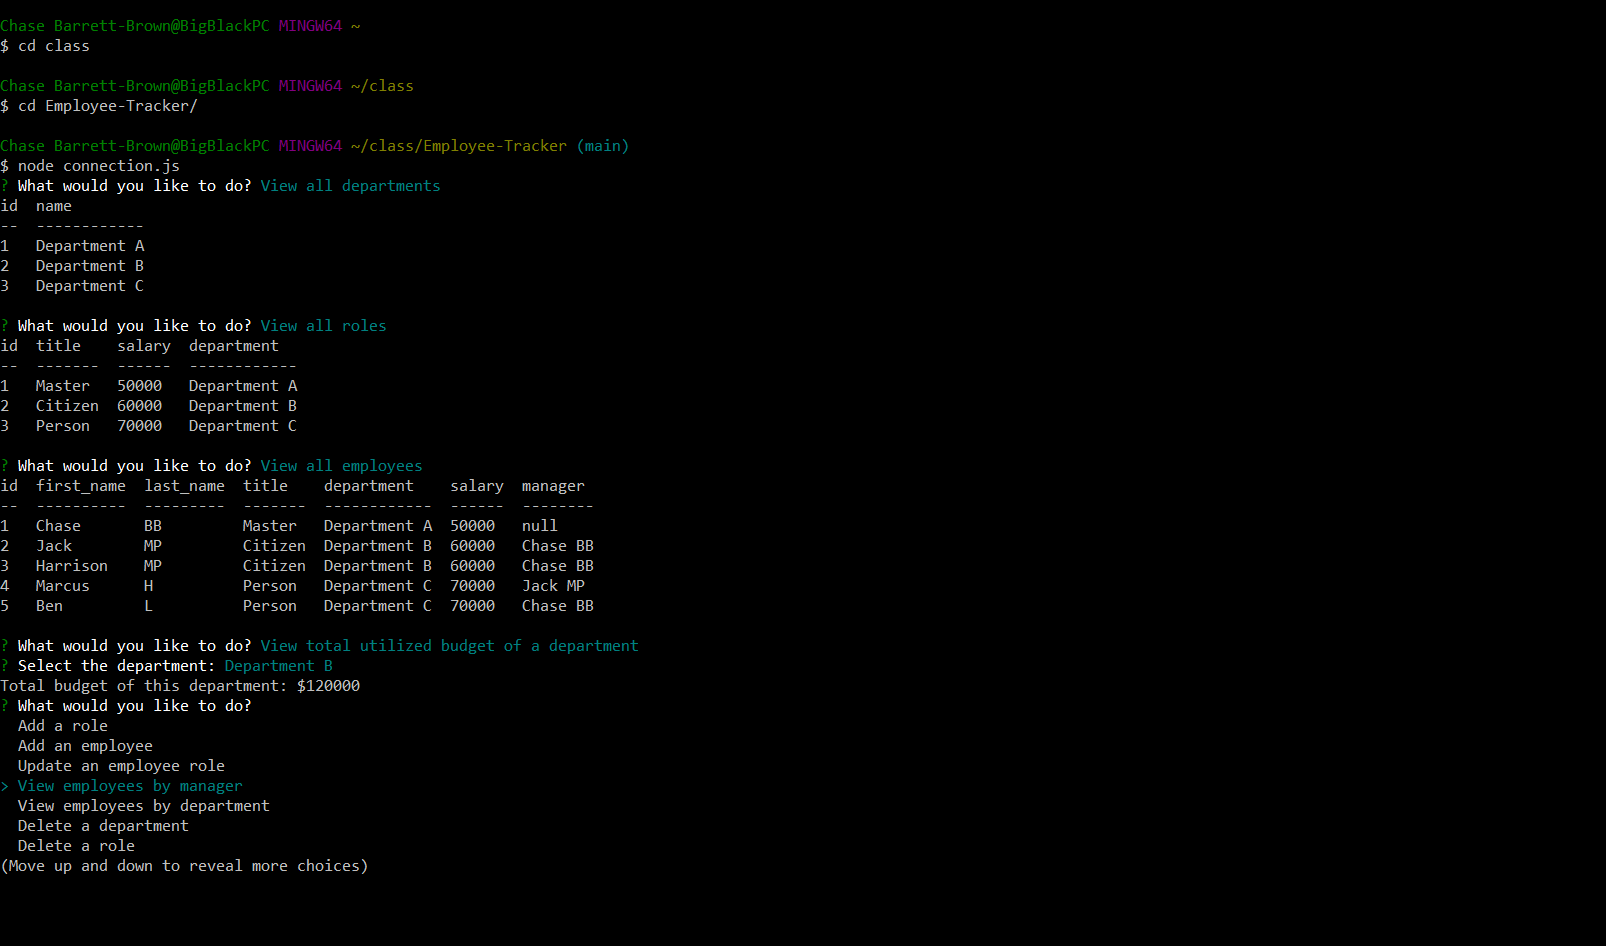 Chase Barrett-Brown@BigBlackPC MINGW64 ~
$ cd class
Chase Barrett-Brown@BigBlackPC MINGW64 ~/class
$ cd Employee-Tracker/
Chase Barrett-Brown@BigBlackPC MINGW64 ~/class/Employee-Tracker (main)
$ node connection.js
? What would you like to do? View all departments
id  name
--  ------------
1   Department A
2   Department B
3   Department C
? What would you like to do? View all roles
id  title    salary  department
--  -------  ------  ------------
1   Master   50000   Department A
2   Citizen  60000   Department B
3   Person   70000   Department C
? What would you like to do? View all employees
id  first_name  last_name  title    department    salary  manager
--  ----------  ---------  -------  ------------  ------  --------
1   Chase       BB         Master   Department A  50000   null
2   Jack        MP         Citizen  Department B  60000   Chase BB
3   Harrison    MP         Citizen  Department B  60000   Chase BB
4   Marcus      H          Person   Department C  70000   Jack MP
5   Ben         L          Person   Department C  70000   Chase BB
? What would you like to do? View total utilized budget of a department
? Select the department: Department B
Total budget of this department: $120000
? What would you like to do?
  Add a role
  Add an employee
  Update an employee role
> View employees by manager
  View employees by department
  Delete a department
  Delete a role
(Move up and down to reveal more choices)